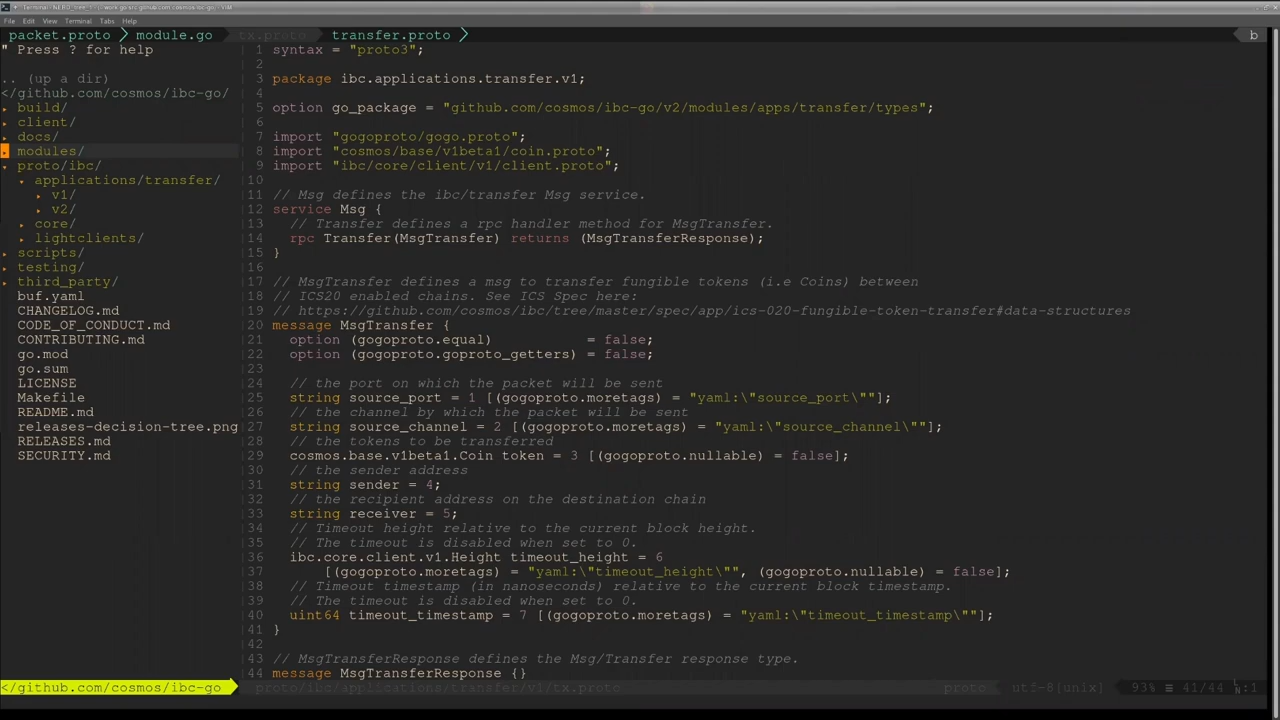 File Edit View Terminal Tabs Help
packet.proto module.go tx.proto transfer.proto b
" Press ? for help
.. (up a dir)
</github.com/cosmos/ibc-go/
build/
client/
docs/
modules/
proto/ibc/
applications/transfer/
v1/
v2/
core/
lightclients/
scripts/
testing/
third_party/
buf.yaml
CHANGELOG.md
CODE_OF_CONDUCT.md
CONTRIBUTING.md
go.mod
go.sum
LICENSE
Makefile
README.md
releases-decision-tree.png
RELEASES.md
SECURITY.md
1 syntax = "proto3";
2
3 package ibc.applications.transfer.v1;
4
5 option go_package = "github.com/cosmos/ibc-go/v2/modules/apps/transfer/types";
6
7 import "gogoproto/gogo.proto";
8 import "cosmos/base/v1beta1/coin.proto";
9 import "ibc/core/client/v1/client.proto";
10
11 // Msg defines the ibc/transfer Msg service.
12 service Msg {
13 // Transfer defines a rpc handler method for MsgTransfer.
14 rpc Transfer(MsgTransfer) returns (MsgTransferResponse);
15 }
16
17 // MsgTransfer defines a msg to transfer fungible tokens (i.e Coins) between
18 // ICS20 enabled chains. See ICS Spec here:
19 // https://github.com/cosmos/ibc/tree/master/spec/app/ics-020-fungible-token-transfer#data-structures
20 message MsgTransfer {
21 option (gogoproto.equal) = false;
22 option (gogoproto.goproto_getters) = false;
23
24 // the port on which the packet will be sent
25 string source_port = 1 [(gogoproto.moretags) = "yaml:\"source_port\""];
26 // the channel by which the packet will be sent
27 string source_channel = 2 [(gogoproto.moretags) = "yaml:\"source_channel\""];
28 // the tokens to be transferred
29 cosmos.base.v1beta1.Coin token = 3 [(gogoproto.nullable) = false];
30 // the sender address
31 string sender = 4;
32 // the recipient address on the destination chain
33 string receiver = 5;
34 // Timeout height relative to the current block height.
35 // The timeout is disabled when set to 0.
36 ibc.core.client.v1.Height timeout_height = 6
37 [(gogoproto.moretags) = "yaml:\"timeout_height\"", (gogoproto.nullable) = false];
38 // Timeout timestamp (in nanoseconds) relative to the current block timestamp.
39 // The timeout is disabled when set to 0.
40 uint64 timeout_timestamp = 7 [(gogoproto.moretags) = "yaml:\"timeout_timestamp\""];
41 }
42
43 // MsgTransferResponse defines the Msg/Transfer response type.
44 message MsgTransferResponse {}
</github.com/cosmos/ibc-go proto/ibc/applications/transfer/v1/tx.proto proto utf-8[unix] 93% ≡ 41/44 :1